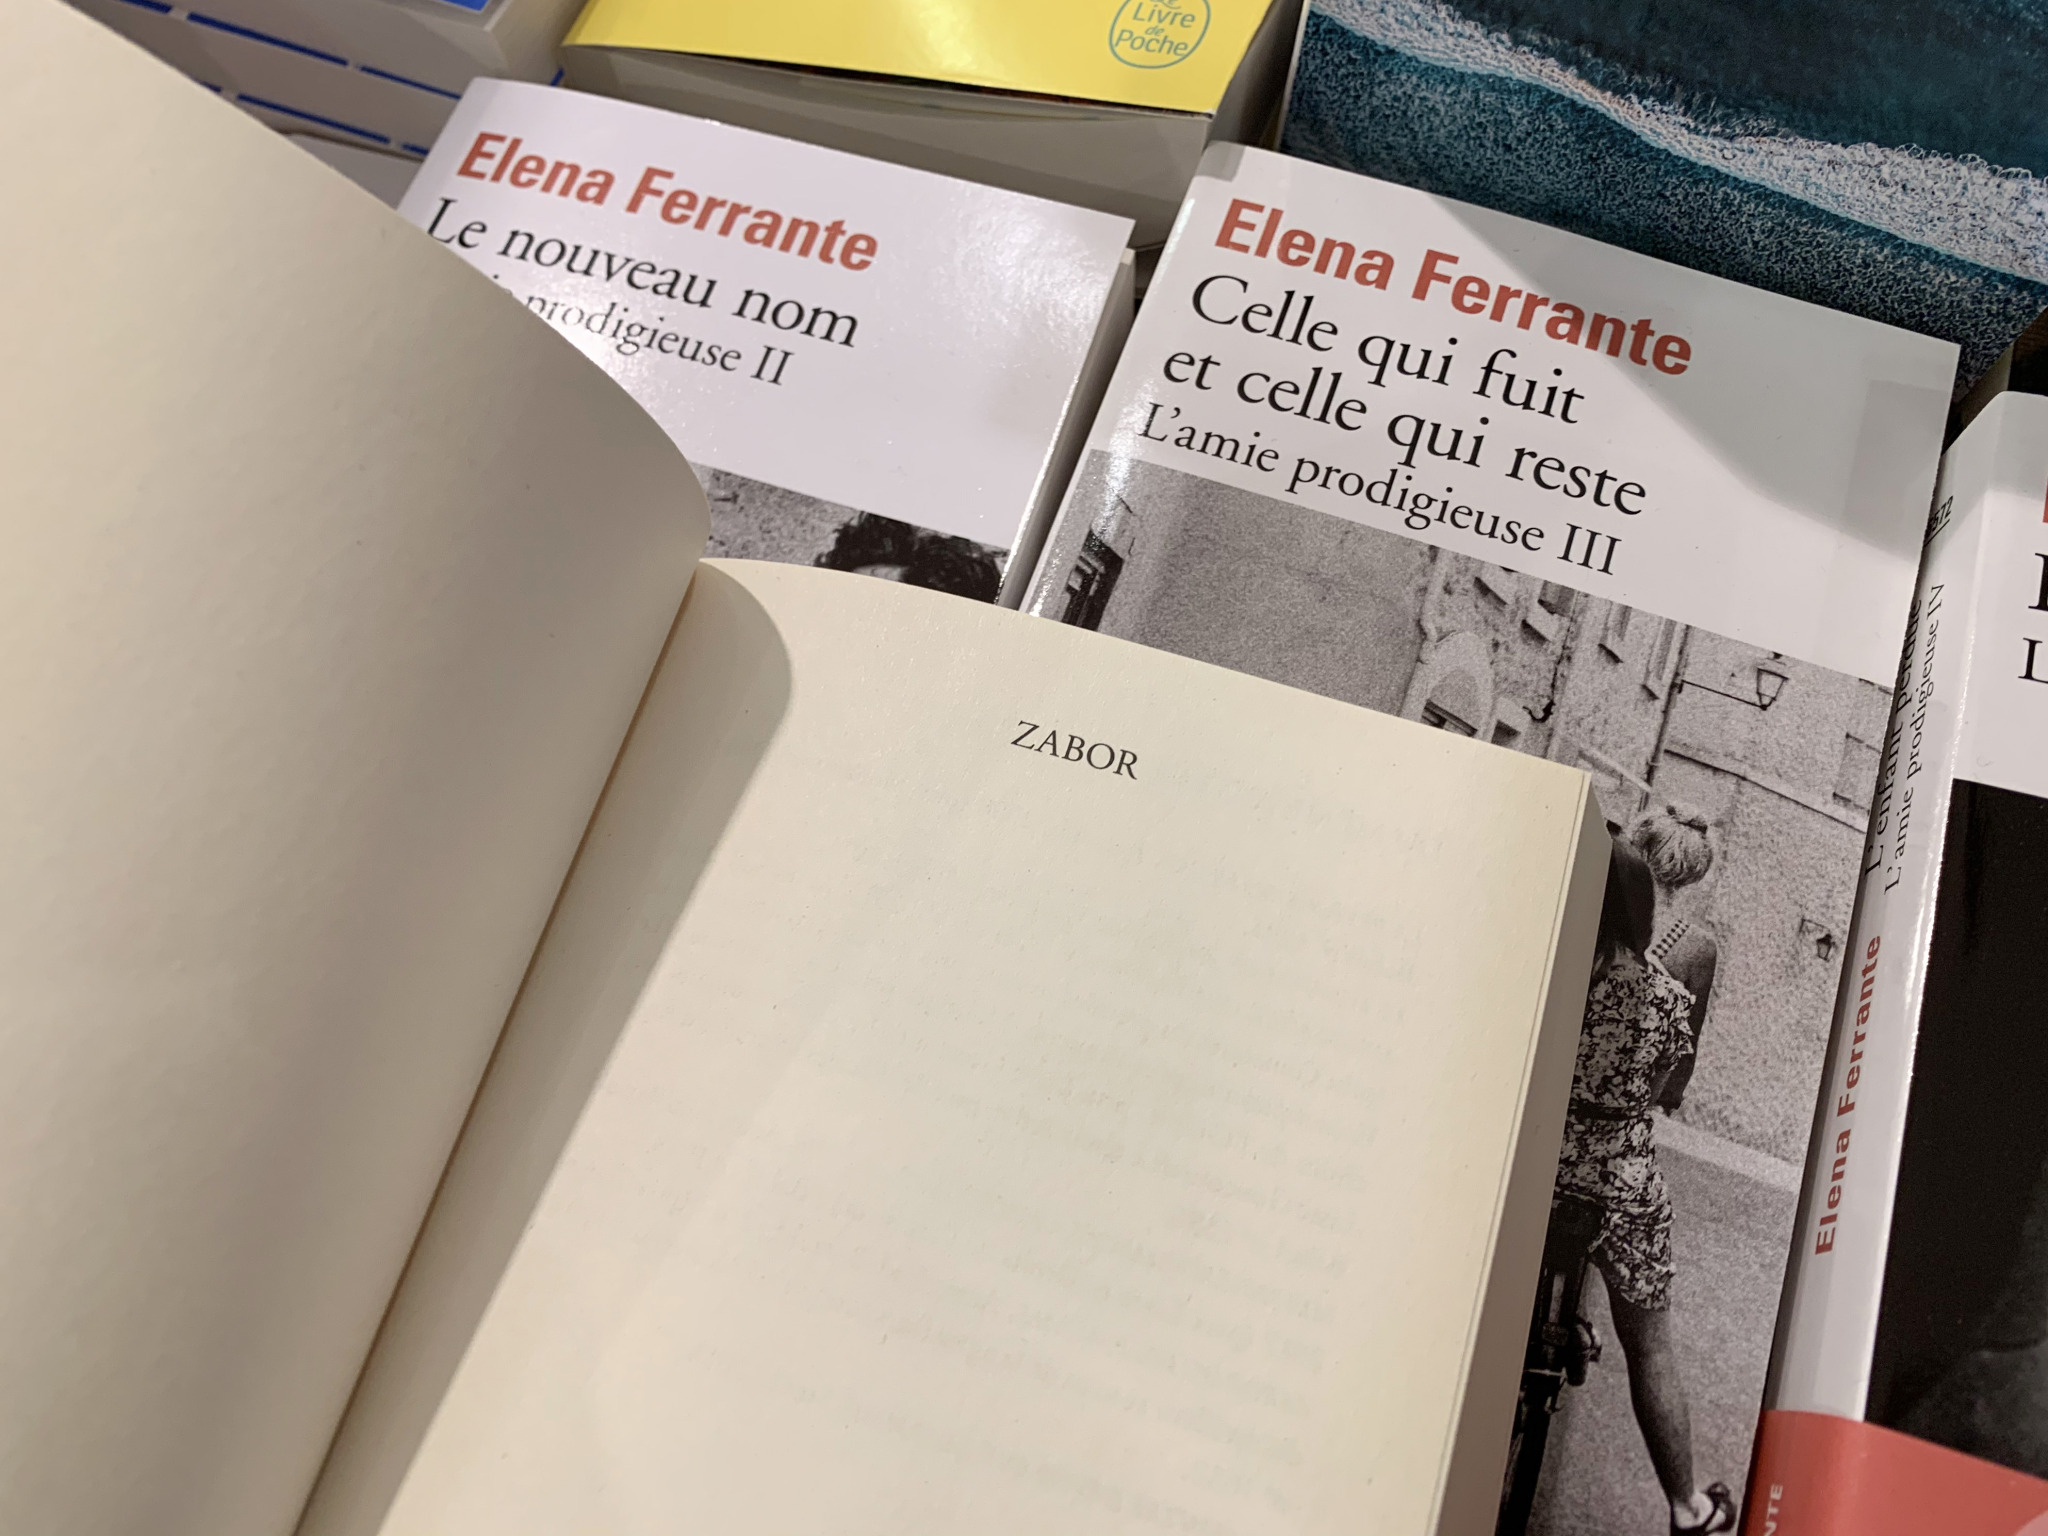 Le
Livre
de
Poche
Elena Ferrante
Le nouveau nom
prodigieuse II
Elena Ferrante
Celle qui fuit
et celle qui reste
L'amie prodigieuse III
ZABOR
L'enfant perdue
L'amie prodigieuse IV
Elena Ferrante